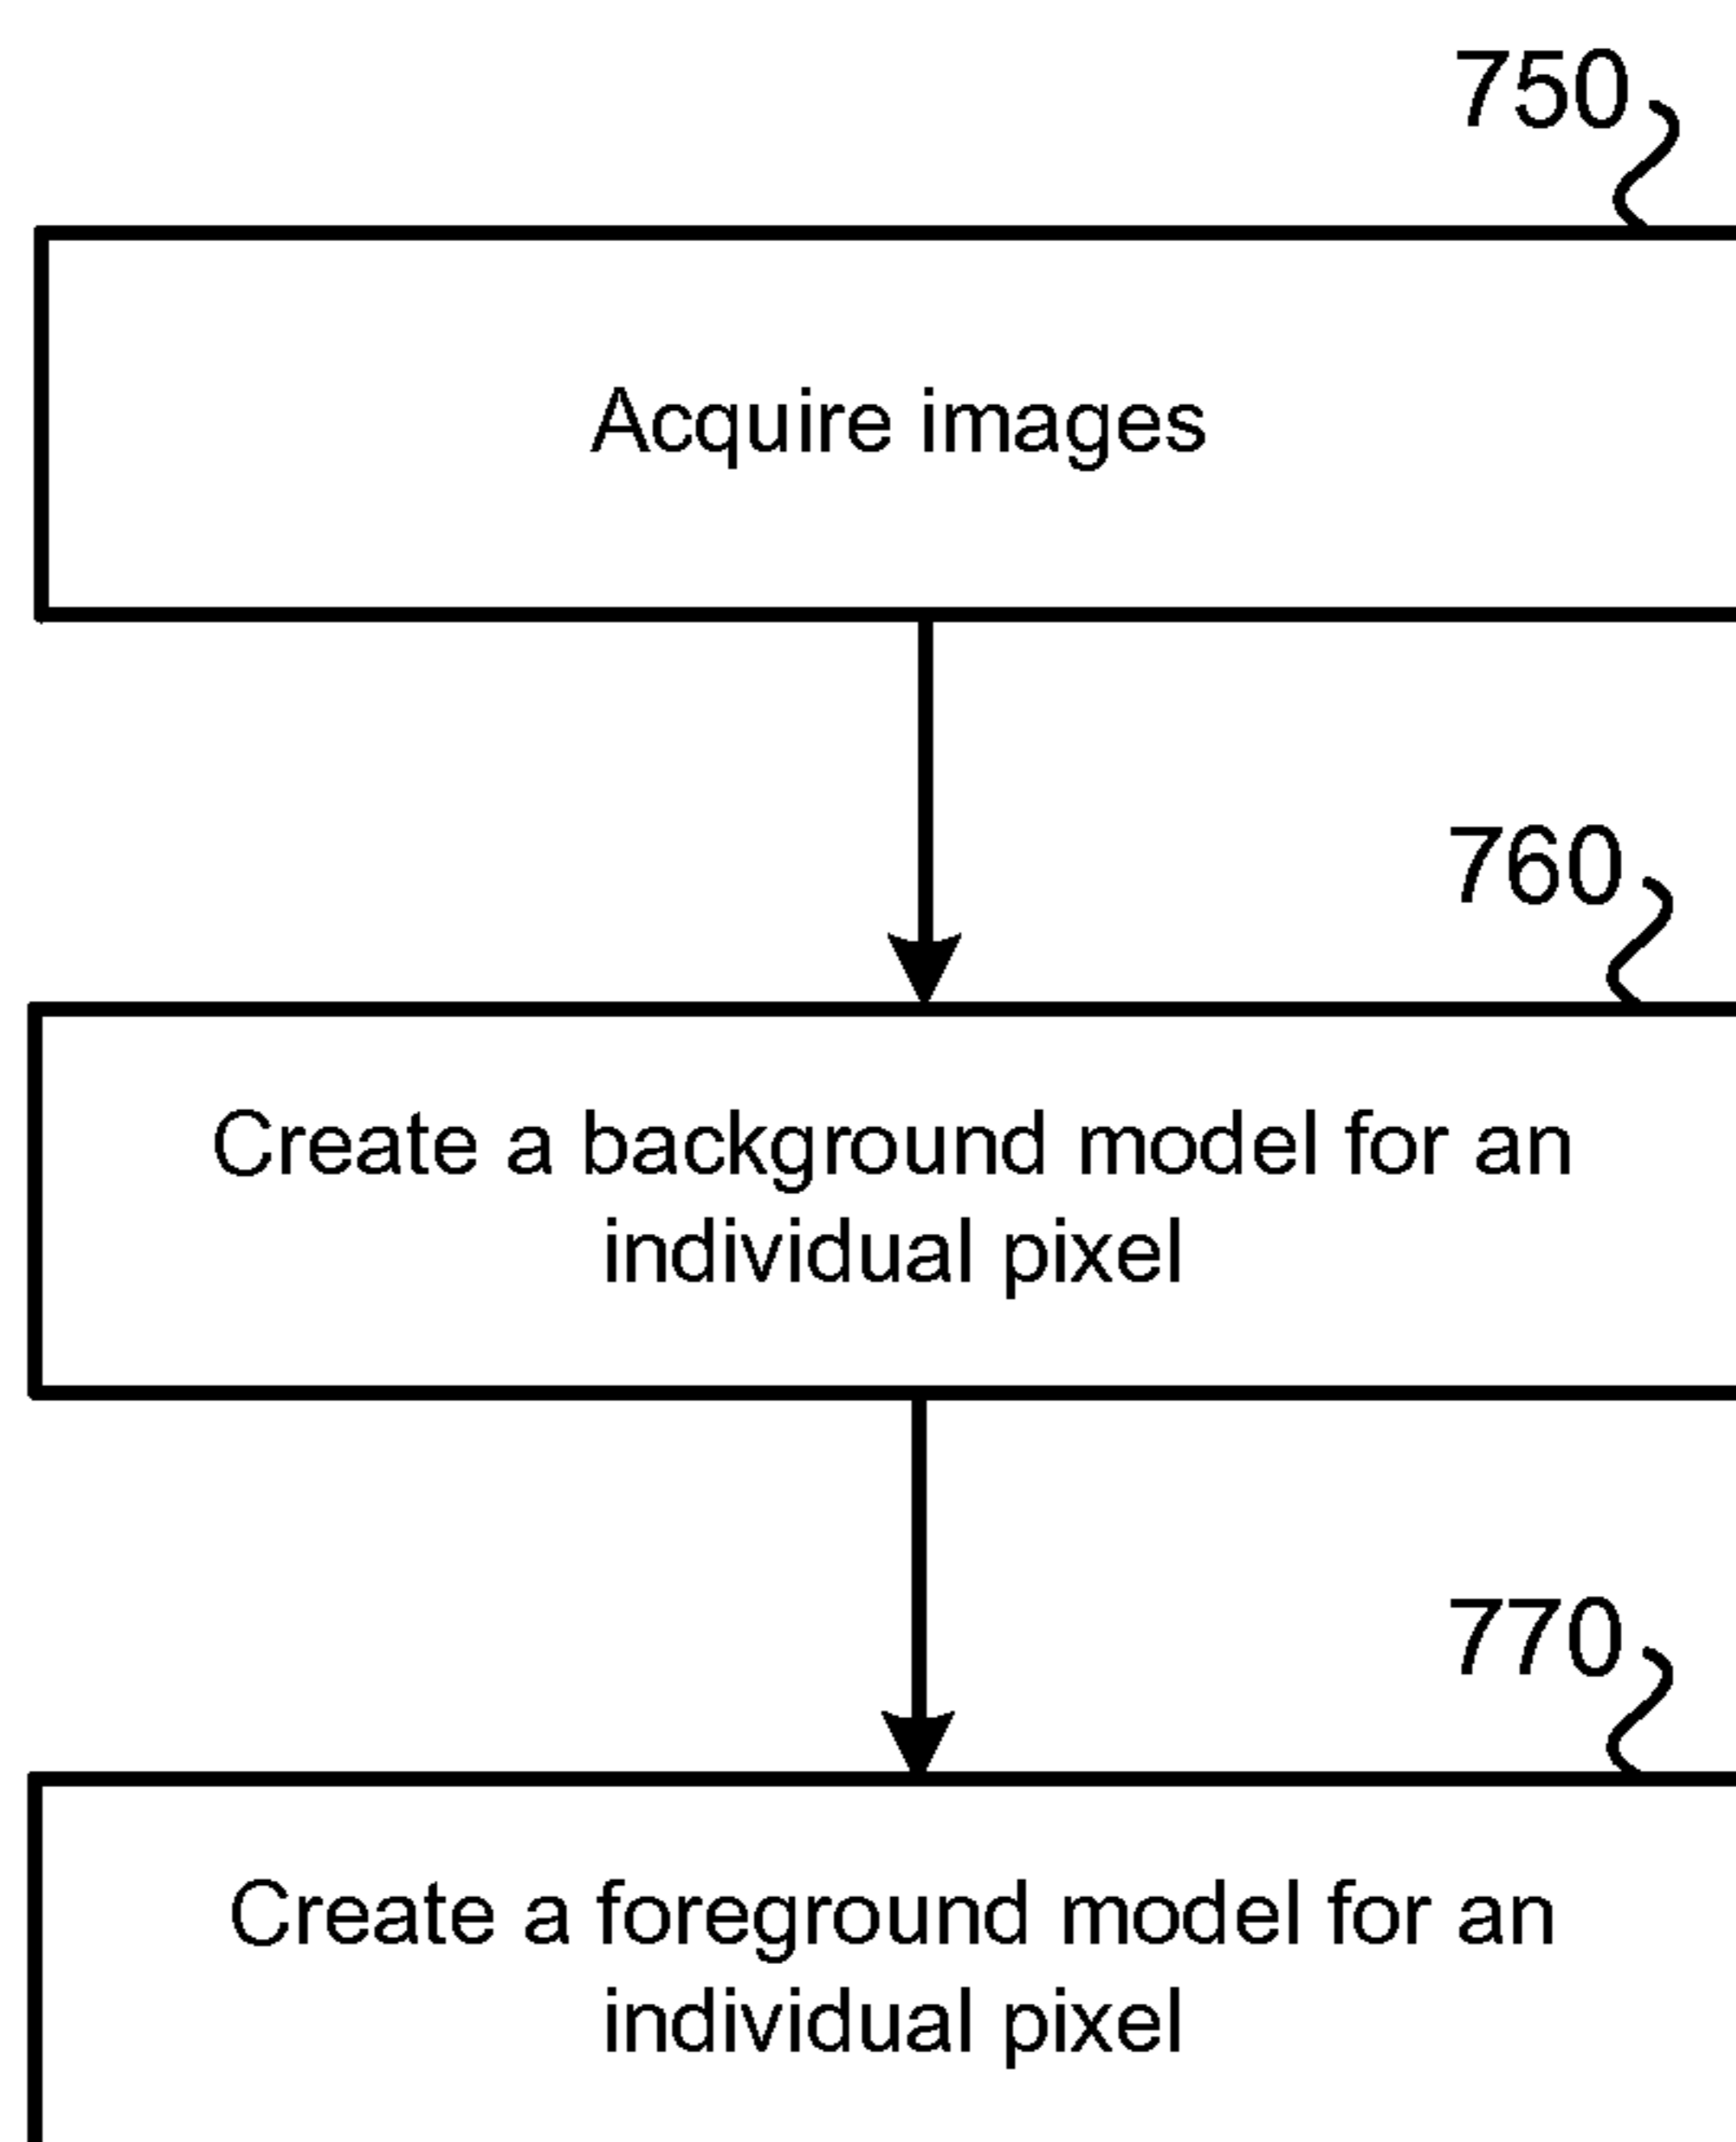 750
Acquire images
760
Create a background model for an
individual pixel
770
Create a foreground model for an
individual pixel